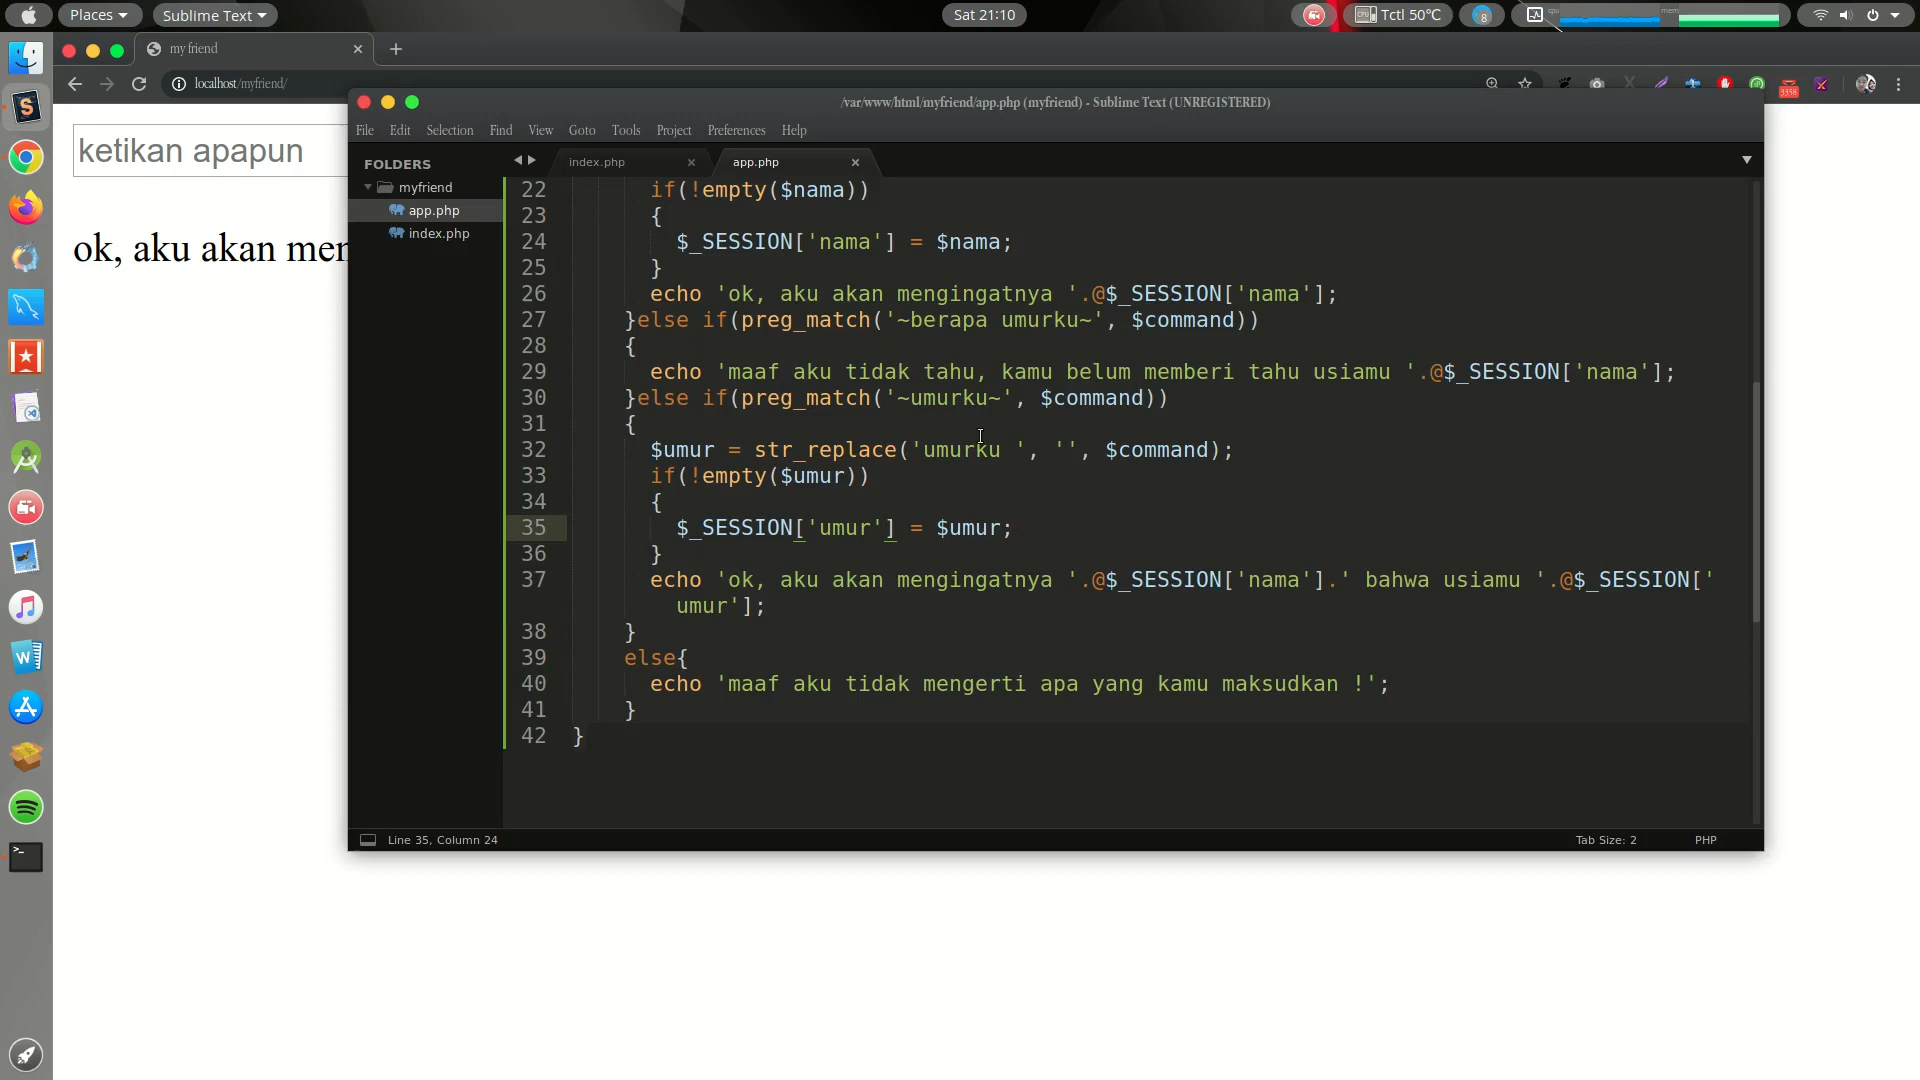 Places
Sublime Text
Sat 21:10
CPU
Tctl 50°C
8
cpu
mem
my friend
localhost/myfriend/
3358
ketikan apapun
ok, aku akan men
/var/www/html/myfriend/app.php (myfriend) - Sublime Text (UNREGISTERED)
File Edit Selection Find View Goto Tools Project Preferences Help
FOLDERS
myfriend
app.php
index.php
index.php
app.php
22 if(!empty($nama))
23 {
24 $_SESSION['nama'] = $nama;
25 }
26 echo 'ok, aku akan mengingatnya '.@$_SESSION['nama'];
27 }else if(preg_match('~berapa umurku~', $command))
28 {
29 echo 'maaf aku tidak tahu, kamu belum memberi tahu usiamu '.@$_SESSION['nama'];
30 }else if(preg_match('~umurku~', $command))
31 {
32 $umur = str_replace('umurku ', '', $command);
33 if(!empty($umur))
34 {
35 $_SESSION['umur'] = $umur;
36 }
37 echo 'ok, aku akan mengingatnya '.@$_SESSION['nama'].' bahwa usiamu '.@$_SESSION['
umur'];
38 }
39 else{
40 echo 'maaf aku tidak mengerti apa yang kamu maksudkan !';
41 }
42 }
Line 35, Column 24
Tab Size: 2
PHP